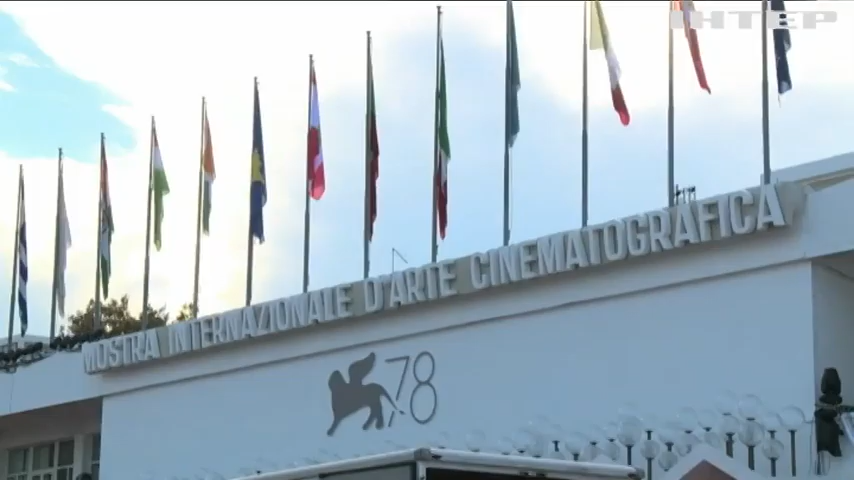 ІНТЕР
MOSTRA INTERNAZIONALE D'ARTE CINEMATOGRAFICA
78